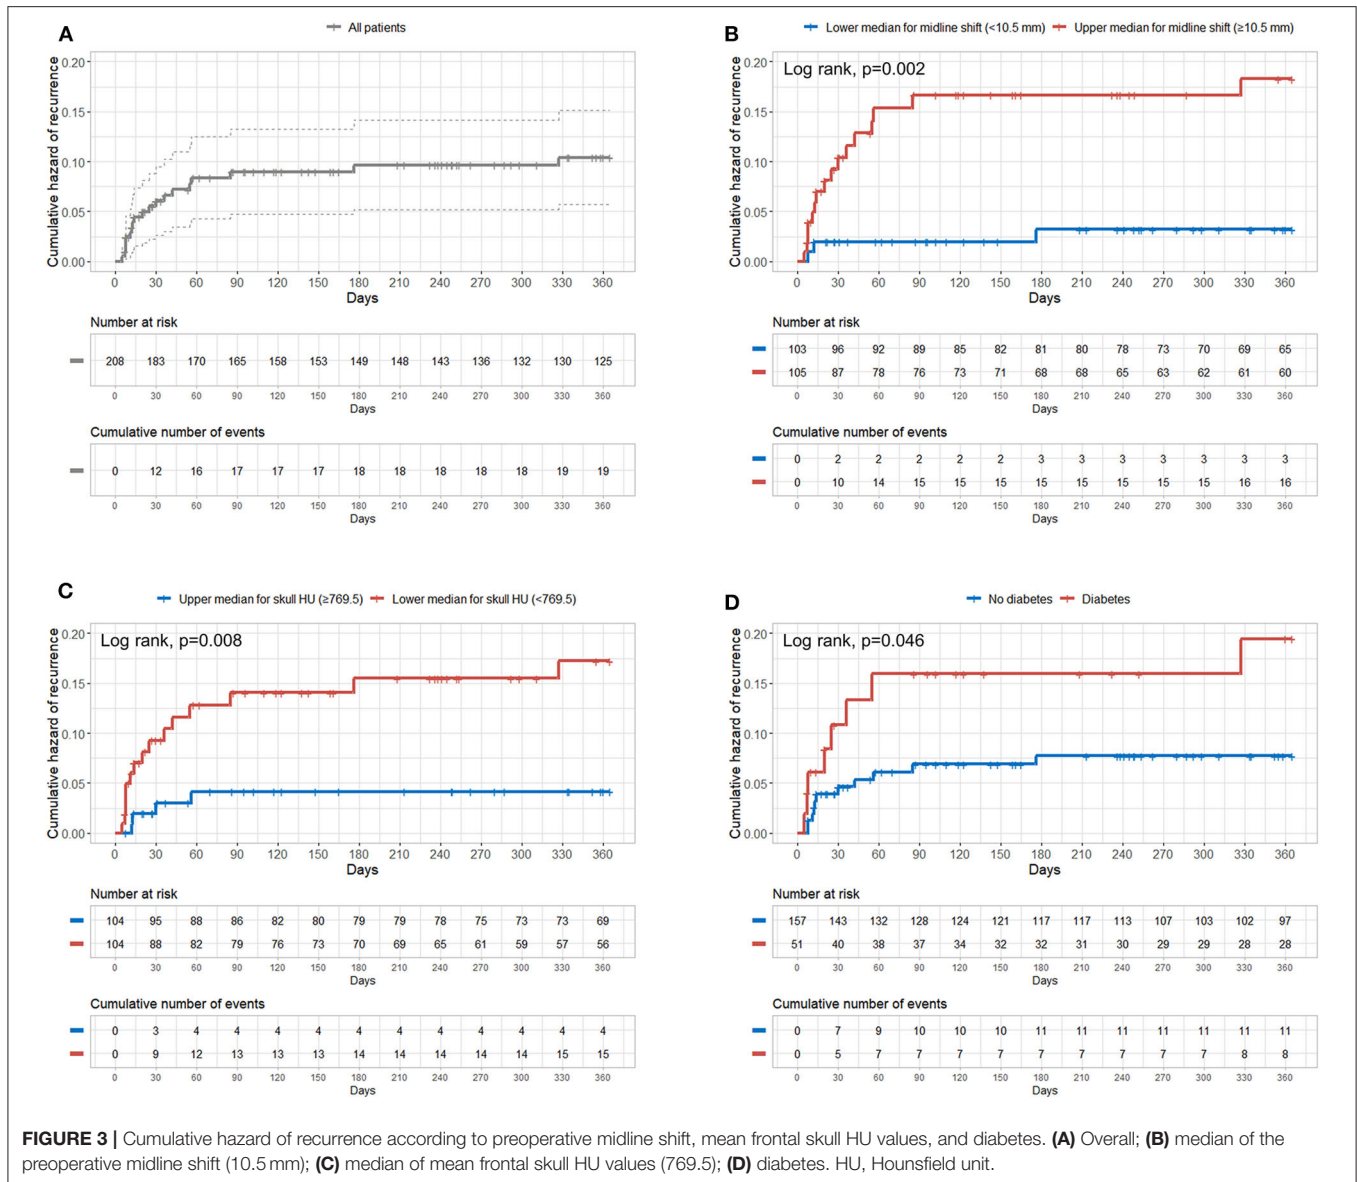 A
All patients
Cumulative hazard of recurrence
0.20
0.15
0.10
0.05
0.00
0 30 60 90 120 150 180 210 240 270 300 330 360
Days
Number at risk
208 183 170 165 158 153 149 148 143 136 132 130 125
0 30 60 90 120 150 180 210 240 270 300 330 360
Days
Cumulative number of events
0 12 16 17 17 17 18 18 18 18 18 19 19
0 30 60 90 120 150 180 210 240 270 300 330 360
Days
B
Lower median for midline shift (<10.5 mm) Upper median for midline shift (≥10.5 mm)
Log rank, p=0.002
Cumulative hazard of recurrence
0.20
0.15
0.10
0.05
0.00
0 30 60 90 120 150 180 210 240 270 300 330 360
Days
Number at risk
103 96 92 89 85 82 81 80 78 73 70 69 65
105 87 78 76 73 71 68 68 65 63 62 61 60
0 30 60 90 120 150 180 210 240 270 300 330 360
Days
Cumulative number of events
0 2 2 2 2 2 3 3 3 3 3 3 3
0 10 14 15 15 15 15 15 15 15 15 16 16
0 30 60 90 120 150 180 210 240 270 300 330 360
Days
C
Upper median for skull HU (≥769.5) Lower median for skull HU (<769.5)
Log rank, p=0.008
Cumulative hazard of recurrence
0.20
0.15
0.10
0.05
0.00
0 30 60 90 120 150 180 210 240 270 300 330 360
Days
Number at risk
104 95 88 86 82 80 79 79 78 75 73 73 69
104 88 82 79 76 73 70 69 65 61 59 57 56
0 30 60 90 120 150 180 210 240 270 300 330 360
Days
Cumulative number of events
0 3 4 4 4 4 4 4 4 4 4 4 4
0 9 12 13 13 13 14 14 14 14 14 15 15
0 30 60 90 120 150 180 210 240 270 300 330 360
Days
D
No diabetes Diabetes
Log rank, p=0.046
Cumulative hazard of recurrence
0.20
0.15
0.10
0.05
0.00
0 30 60 90 120 150 180 210 240 270 300 330 360
Days
Number at risk
157 143 132 128 124 121 117 117 113 107 103 102 97
51 40 38 37 34 32 32 31 30 29 29 28 28
0 30 60 90 120 150 180 210 240 270 300 330 360
Days
Cumulative number of events
0 7 9 10 10 10 11 11 11 11 11 11 11
0 5 7 7 7 7 7 7 7 7 7 8 8
0 30 60 90 120 150 180 210 240 270 300 330 360
Days
FIGURE 3 | Cumulative hazard of recurrence according to preoperative midline shift, mean frontal skull HU values, and diabetes. (A) Overall; (B) median of the
preoperative midline shift (10.5 mm); (C) median of mean frontal skull HU values (769.5); (D) diabetes. HU, Hounsfield unit.